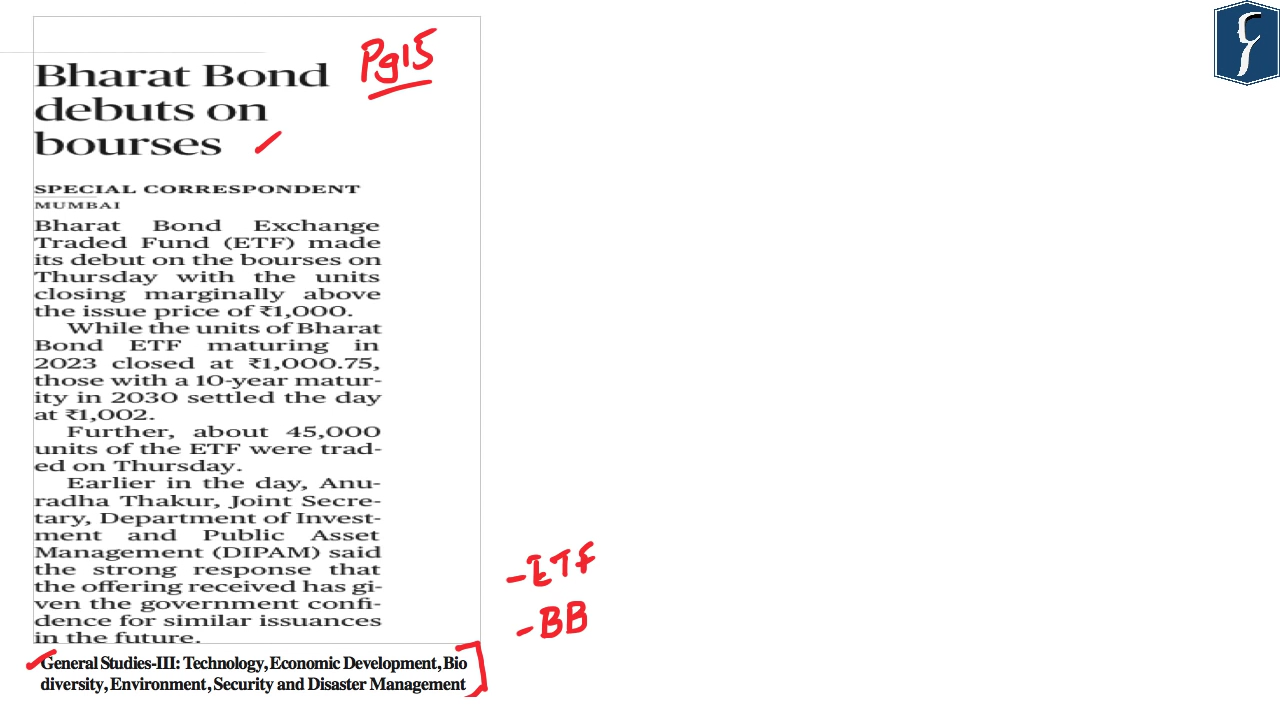 Pg15
Bharat Bond
debuts on
bourses
SPECIAL CORRESPONDENT
MUMBAI
Bharat Bond Exchange
Traded Fund (ETF) made
its debut on the bourses on
Thursday with the units
closing marginally above
the issue price of ₹1,000.
While the units of Bharat
Bond ETF maturing in
2023 closed at ₹1,000.75,
those with a 10-year matur-
ity in 2030 settled the day
at ₹1,002.
Further, about 45,000
units of the ETF were trad-
ed on Thursday.
Earlier in the day, Anu-
radha Thakur, Joint Secre-
tary, Department of Invest-
ment and Public Asset
Management (DIPAM) said
the strong response that
the offering received has gi-
ven the government confi-
dence for similar issuances
in the future.
- ETF
- BB
General Studies-III: Technology, Economic Development, Bio
diversity, Environment, Security and Disaster Management